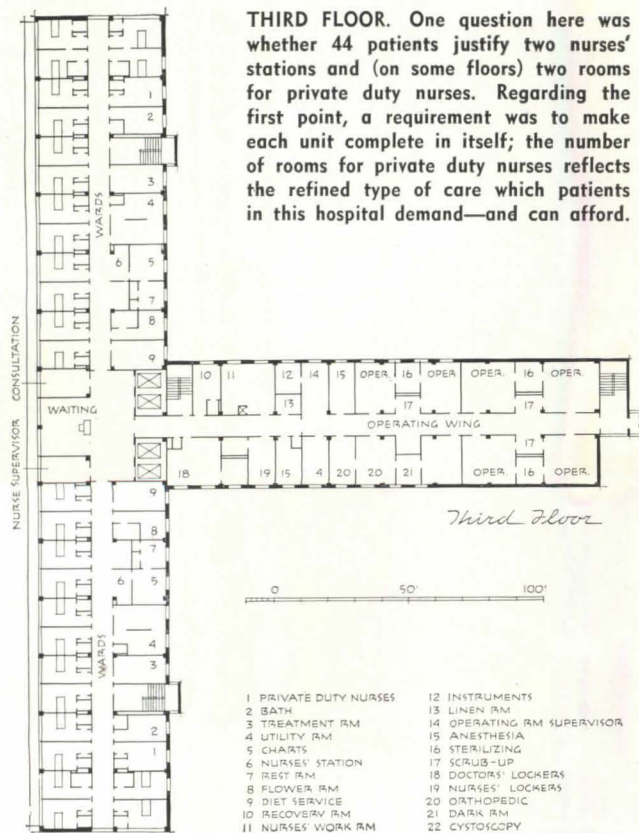 THIRD FLOOR. One question here was
whether 44 patients justify two nurses'
stations and (on some floors) two rooms
for private duty nurses. Regarding the
first point, a requirement was to make
each unit complete in itself; the number
of rooms for private duty nurses reflects
the refined type of care which patients
in this hospital demand—and can afford.
1
2
WARDS
3
4
6 5
7
8
9
CONSULTATION
WAITING
NURSE SUPERVISOR
10 11 12 14 15 OPER. 16 OPER. OPER. 16 OPER.
13 17 17
OPERATING WING
17
18 19 15 4 20 20 21 OPER. 16 OPER.
9
8
7
6 5
4
WARDS
3
2
1
Third Floor
0 50' 100'
1 PRIVATE DUTY NURSES
2 BATH
3 TREATMENT RM
4 UTILITY RM
5 CHARTS
6 NURSES' STATION
7 REST RM
8 FLOWER RM
9 DIET SERVICE
10 RECOVERY RM
11 NURSES' WORK RM
12 INSTRUMENTS
13 LINEN RM
14 OPERATING RM SUPERVISOR
15 ANESTHESIA
16 STERILIZING
17 SCRUB-UP
18 DOCTORS' LOCKERS
19 NURSES' LOCKERS
20 ORTHOPEDIC
21 DARK RM
22 CYSTOSCOPY